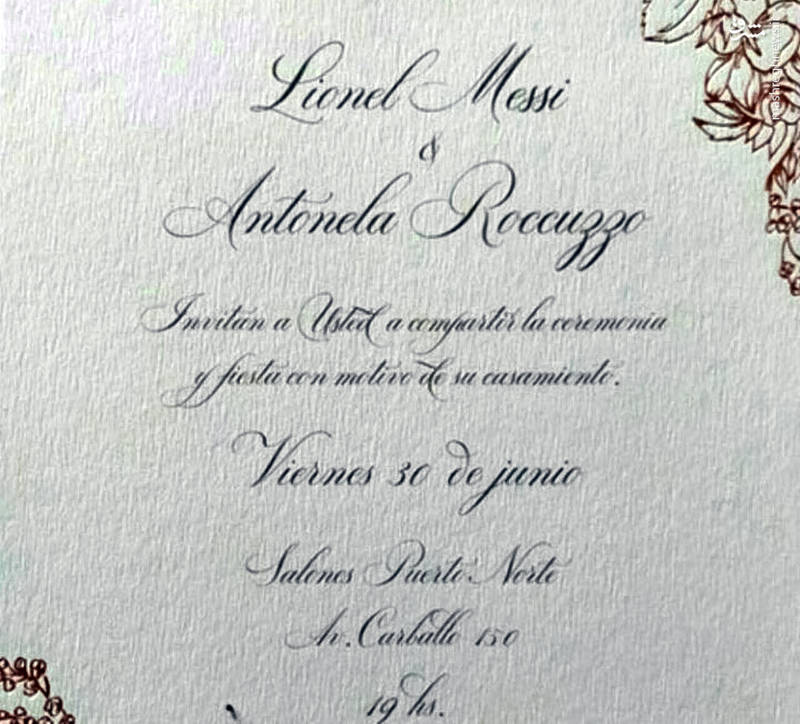 Lionel Messi
&
Antonela Roccuzzo
Invitan a Usted a compartir la ceremonia
y fiesta con motivo de su casamiento.
Viernes 30 de junio
Salones Puerto Norte
Av. Carballo 150
19 hs.